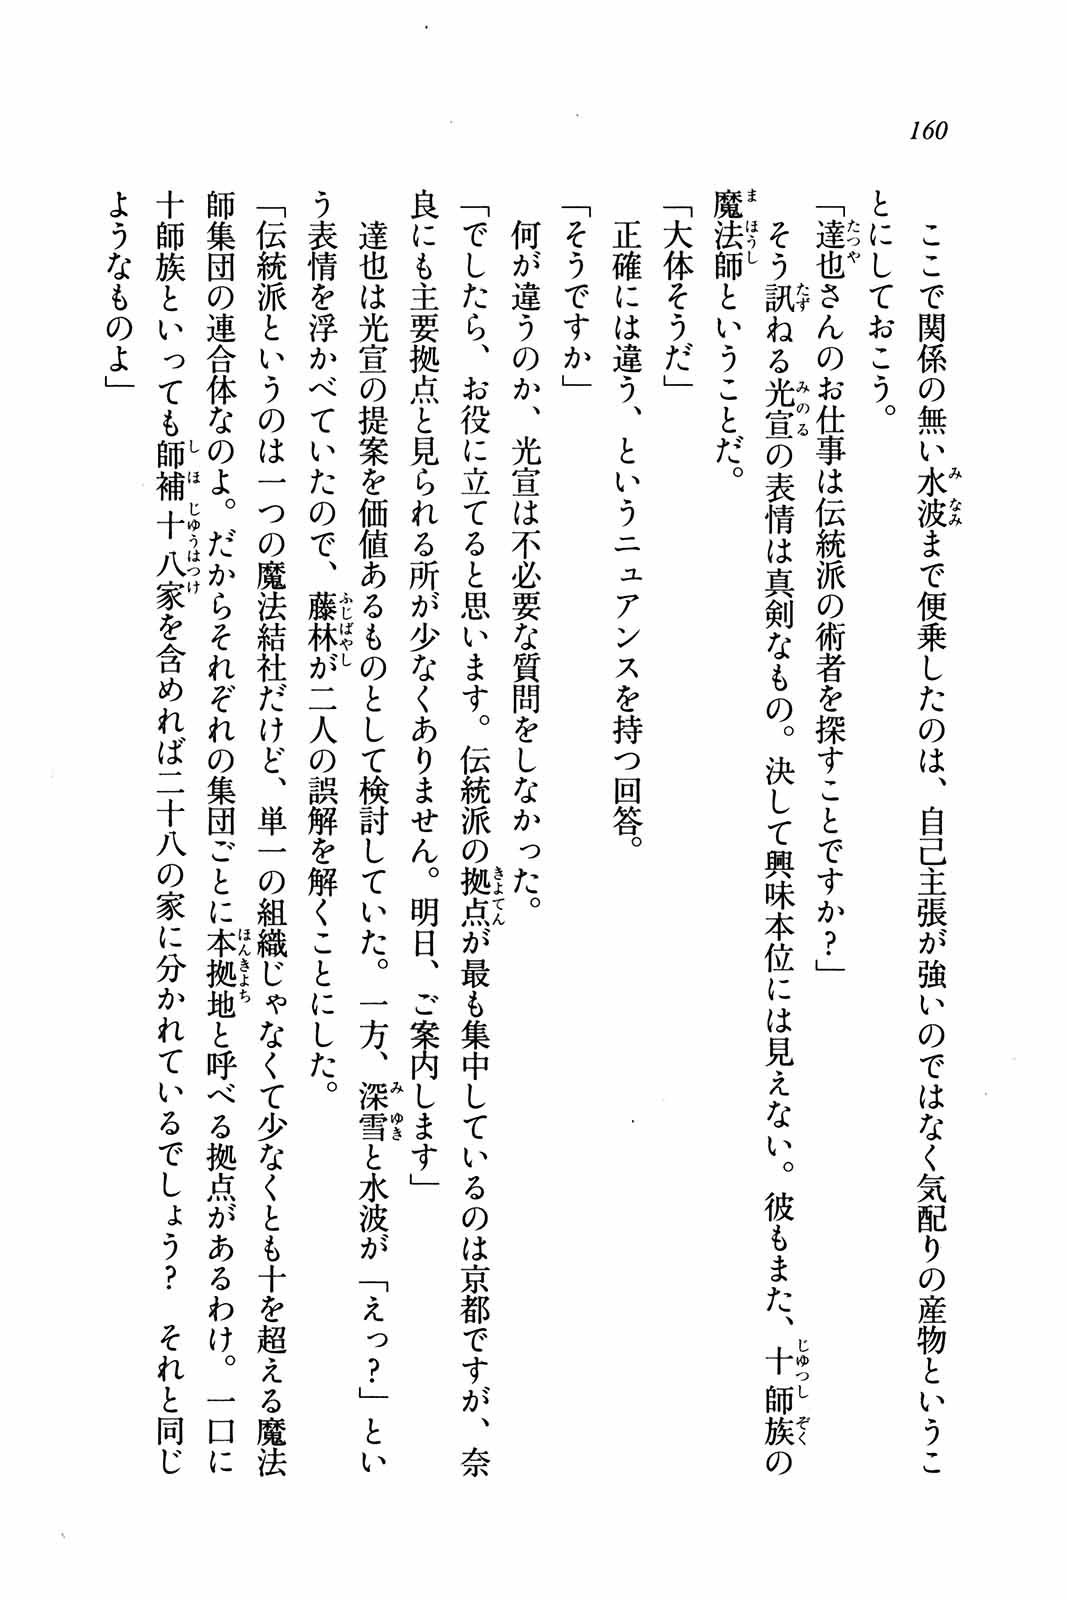 160
ここで関係の無い水波まで便乗したのは、自己主張が強いのではなく気配りの産物というこ
とにしておこう。
「達也さんのお仕事は伝統派の術者を探すことですか？」
そう訊ねる光宣の表情は真剣なもの。決して興味本位には見えない。彼もまた、十師族の
魔法師ということだ。
「大体そうだ」
正確には違う、というニュアンスを持つ回答。
「そうですか」
何が違うのか、光宣は不必要な質問をしなかった。
「でしたら、お役に立てると思います。伝統派の拠点が最も集中しているのは京都ですが、奈
良にも主要拠点と見られる所が少なくありません。明日、ご案内します」
達也は光宣の提案を価値あるものとして検討していた。一方、深雪と水波が「えっ？」とい
う表情を浮かべていたので、藤林が二人の誤解を解くことにした。
「伝統派というのは一つの魔法結社だけど、単一の組織じゃなくて少なくとも十を超える魔法
師集団の連合体なのよ。だからそれぞれの集団ごとに本拠地と呼べる拠点があるわけ。一口に
十師族といっても師補十八家を含めれば二十八の家に分かれているでしょう？　それと同じ
ようなものよ」